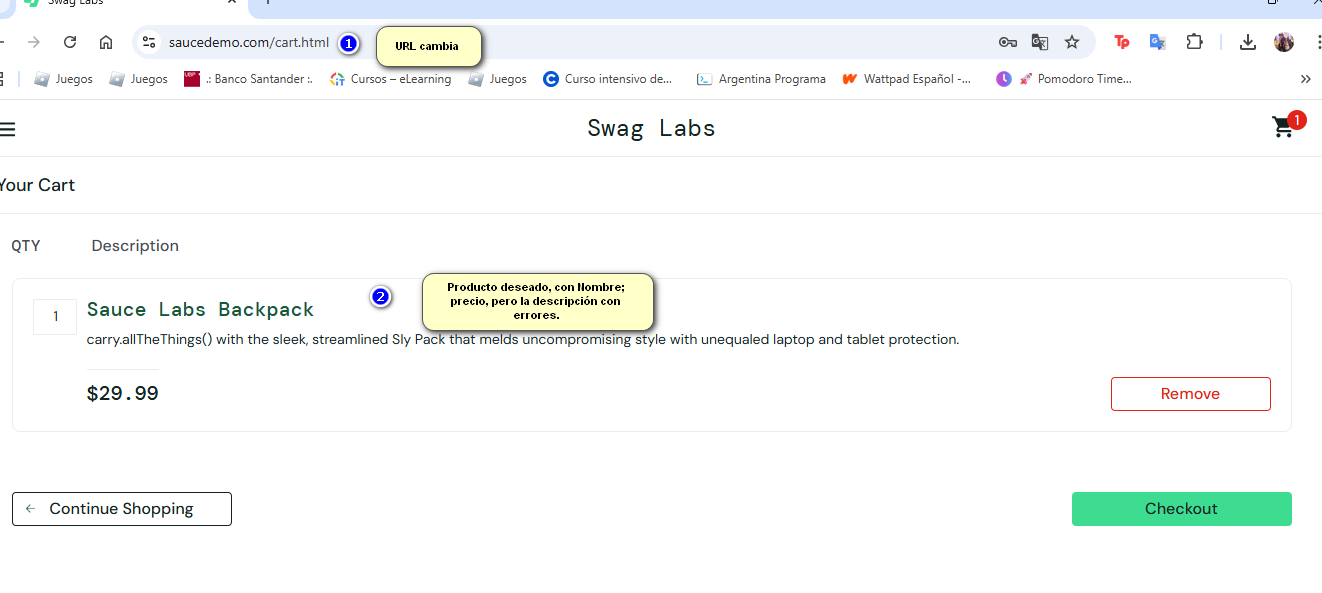 Swag Labs
saucedemo.com/cart.html
1
URL cambia
Juegos
Juegos
.: Banco Santander :.
Cursos – eLearning
Juegos
Curso intensivo de...
Argentina Programa
Wattpad Español -...
Pomodoro Time...
»
Swag Labs
1
Your Cart
QTY Description
1
Sauce Labs Backpack
2
Producto deseado, con Nombre;
precio, pero la descripción con
errores.
carry.allTheThings() with the sleek, streamlined Sly Pack that melds uncompromising style with unequaled laptop and tablet protection.
$29.99
Remove
Continue Shopping
Checkout